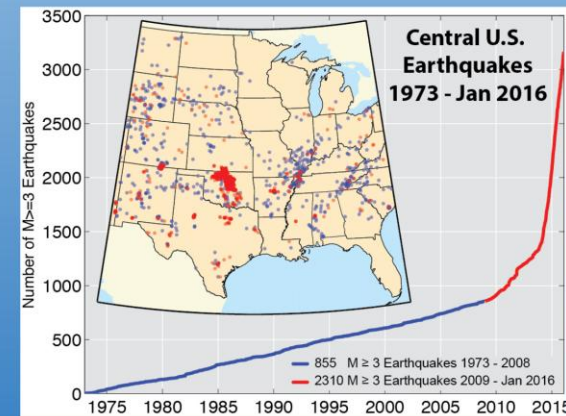 3500
3000
2500
2000
1500
1000
500
0
Number of M>=3 Earthquakes
Central U.S.
Earthquakes
1973 - Jan 2016
855 M ≥ 3 Earthquakes 1973 - 2008
2310 M ≥ 3 Earthquakes 2009 - Jan 2016
1975 1980 1985 1990 1995 2000 2005 2010 2015